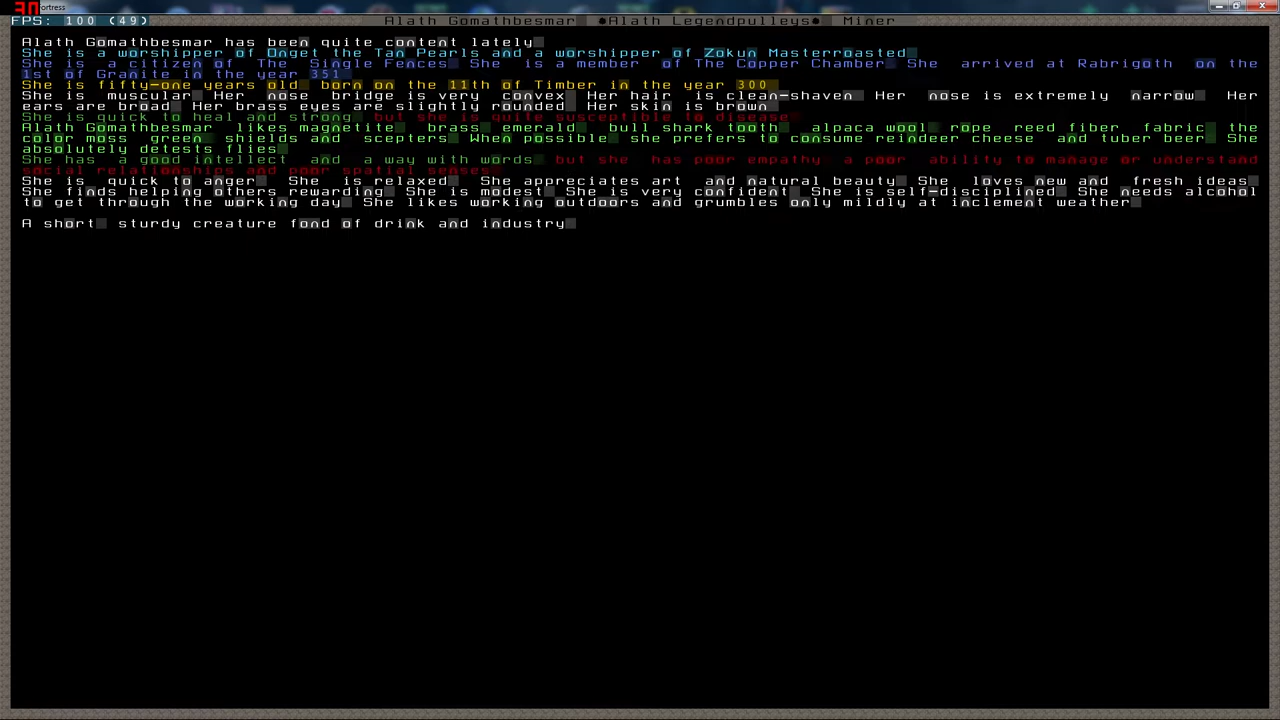 ortress
FPS: 100 (49)
Alath Gomathbesmar "Alath Legendpulleys" Miner
Alath Gomathbesmar has been quite content lately
She is a worshipper of Onget the Tan Pearls and a worshipper of Zokun Masterroasted
She is a citizen of The Single Fences She is a member of The Copper Chamber She arrived at Rabrigoth on the
1st of Granite in the year 351
She is fifty-one years old born on the 11th of Timber in the year 300
She is muscular Her nose bridge is very convex Her hair is clean-shaven Her nose is extremely narrow Her
ears are broad Her brass eyes are slightly rounded Her skin is brown
She is quick to heal and strong but she is quite susceptible to disease
Alath Gomathbesmar likes magnetite brass emerald bull shark tooth alpaca wool rope reed fiber fabric the
color moss green shields and scepters When possible she prefers to consume reindeer cheese and tuber beer She
absolutely detests flies
She has a good intellect and a way with words but she has poor empathy a poor ability to manage or understand
social relationships and poor spatial senses
She is quick to anger She is relaxed She appreciates art and natural beauty She loves new and fresh ideas
She finds helping others rewarding She is modest She is very confident She is self-disciplined She needs alcohol
to get through the working day She likes working outdoors and grumbles only mildly at inclement weather
A short sturdy creature fond of drink and industry